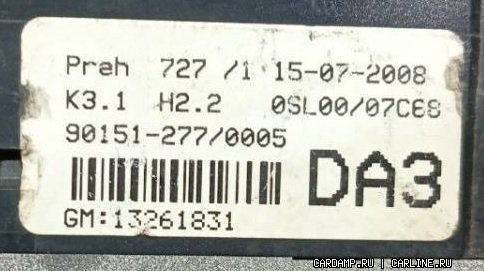 Preh 727 /1 15-07-2008
K3.1 H2.2 0SL00/07C68
90151-277/0005
DA3
GM:13261831
CARDAMP.RU | CARLINE.RU